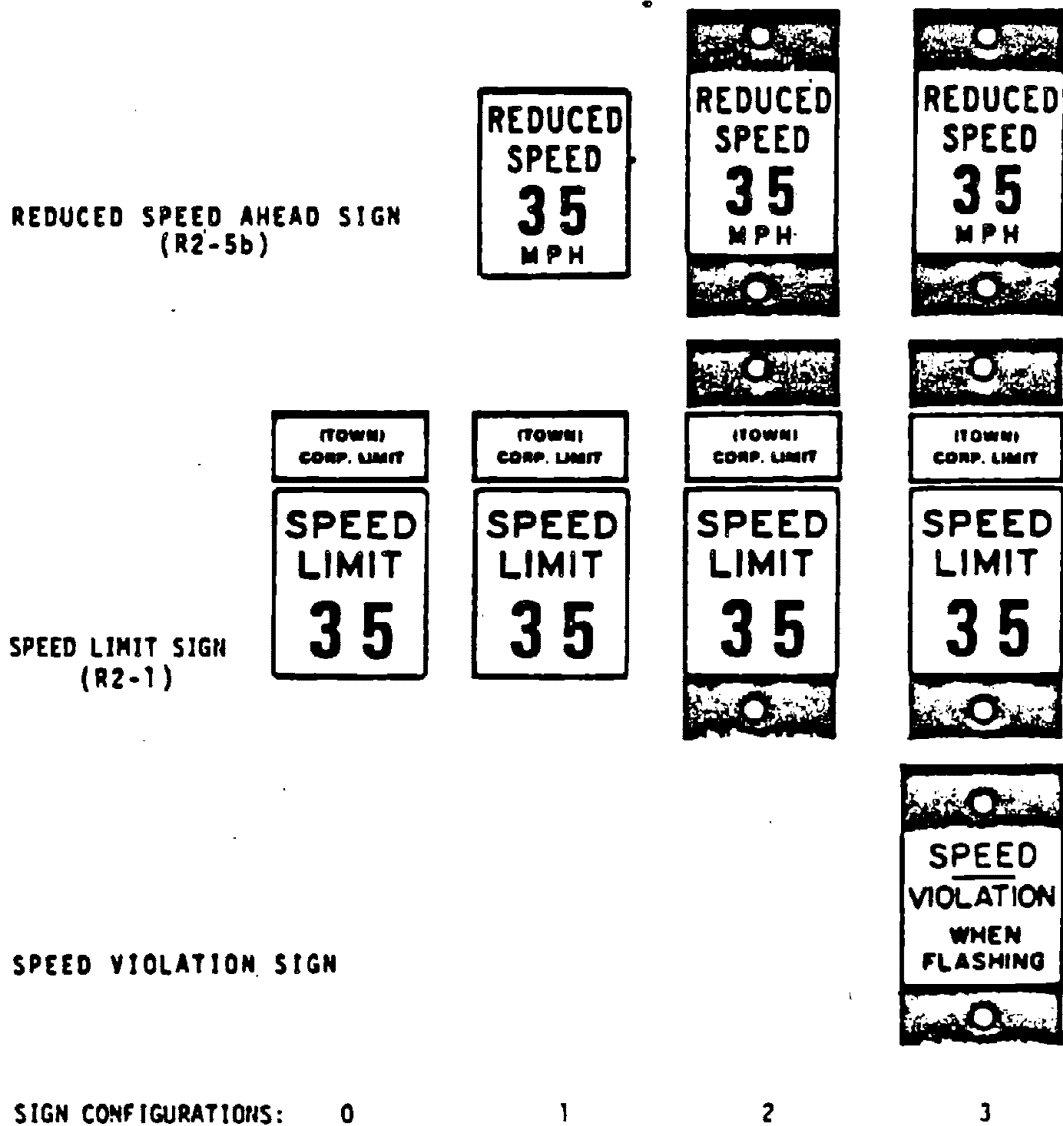 REDUCED SPEED AHEAD SIGN
(R2-5b)
REDUCED
SPEED
35
MPH
REDUCED
SPEED
35
MPH
REDUCED
SPEED
35
MPH
SPEED LIMIT SIGN
(R2-1)
(TOWN)
CORP. LIMIT
SPEED
LIMIT
35
(TOWN)
CORP. LIMIT
SPEED
LIMIT
35
(TOWN)
CORP. LIMIT
SPEED
LIMIT
35
(TOWN)
CORP. LIMIT
SPEED
LIMIT
35
SPEED VIOLATION SIGN
SPEED
VIOLATION
WHEN
FLASHING
SIGN CONFIGURATIONS: 0 1 2 3